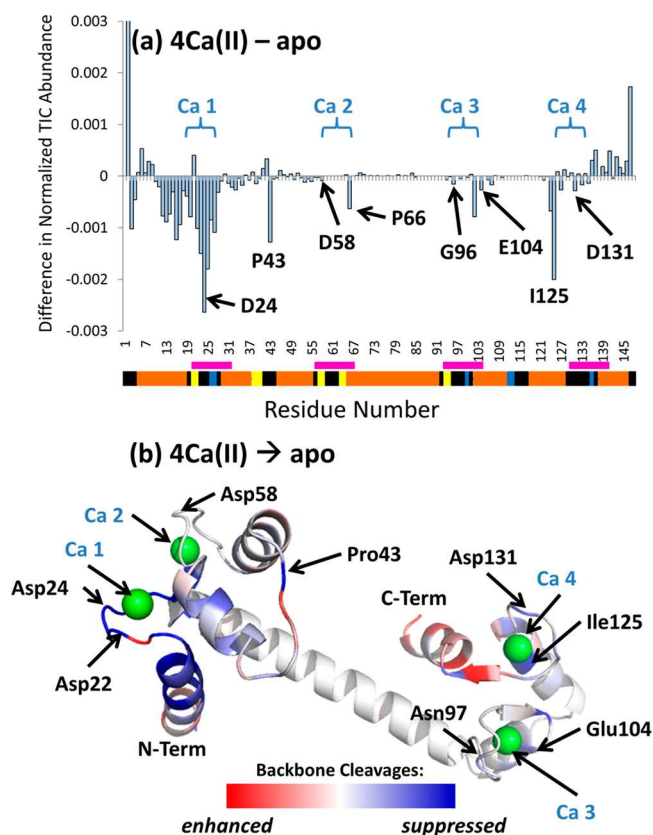 (a) 4Ca(II) – apo
Difference in Normalized TIC Abundance
0.003
0.002
0.001
0
-0.001
-0.002
-0.003
Ca 1
Ca 2
Ca 3
Ca 4
D24
P43
D58
P66
G96
E104
I125
D131
1 7 13 19 25 31 37 43 49 55 61 67 73 79 85 91 97 103 109 115 121 127 133 139 145
Residue Number
(b) 4Ca(II) → apo
Asp58
Ca 2
Ca 1
Asp24
Pro43
Asp131
Ca 4
C-Term
Ile125
Asp22
N-Term
Asn97
Glu104
Ca 3
Backbone Cleavages:
enhanced suppressed